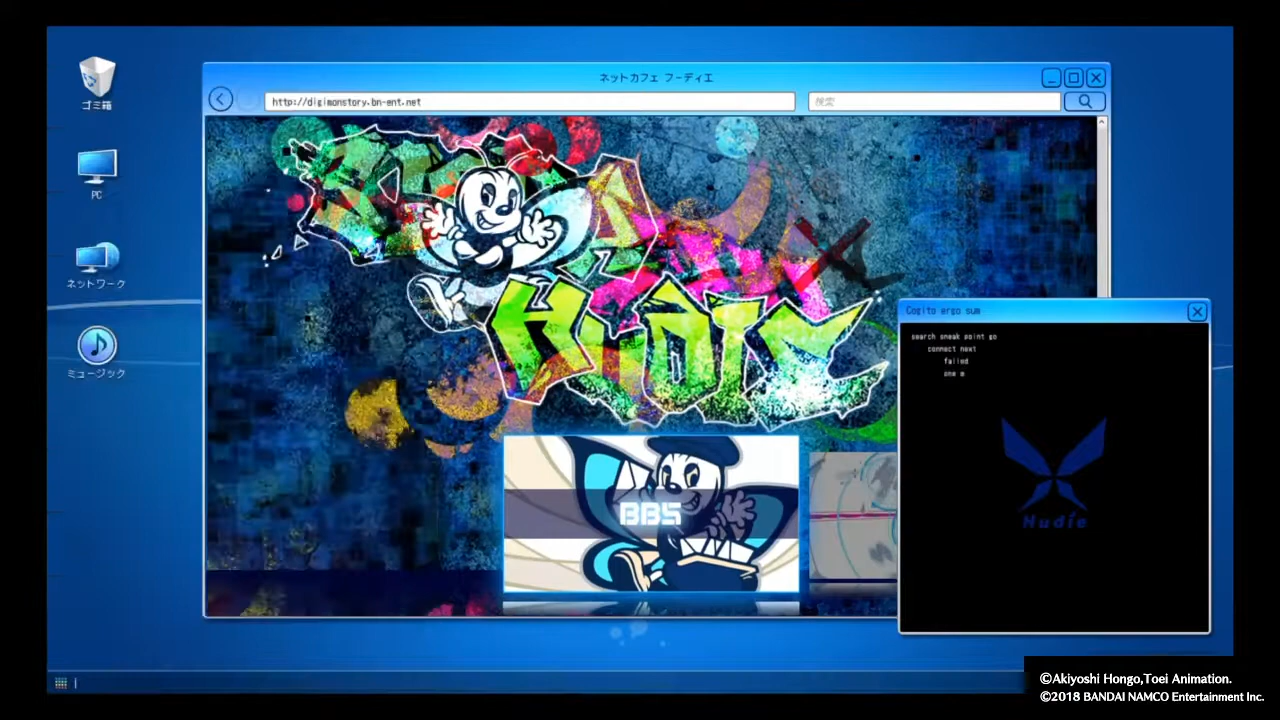 ゴミ箱
PC
ネットワーク
ミュージック
ネットカフェ フーディエ
http://digimonstory.bn-ent.net
検索
HUDIE
BBS
Cogito ergo sum
search sneak point go
connect next
failed
one m
Hudie
©Akiyoshi Hongo,Toei Animation.
©2018 BANDAI NAMCO Entertainment Inc.